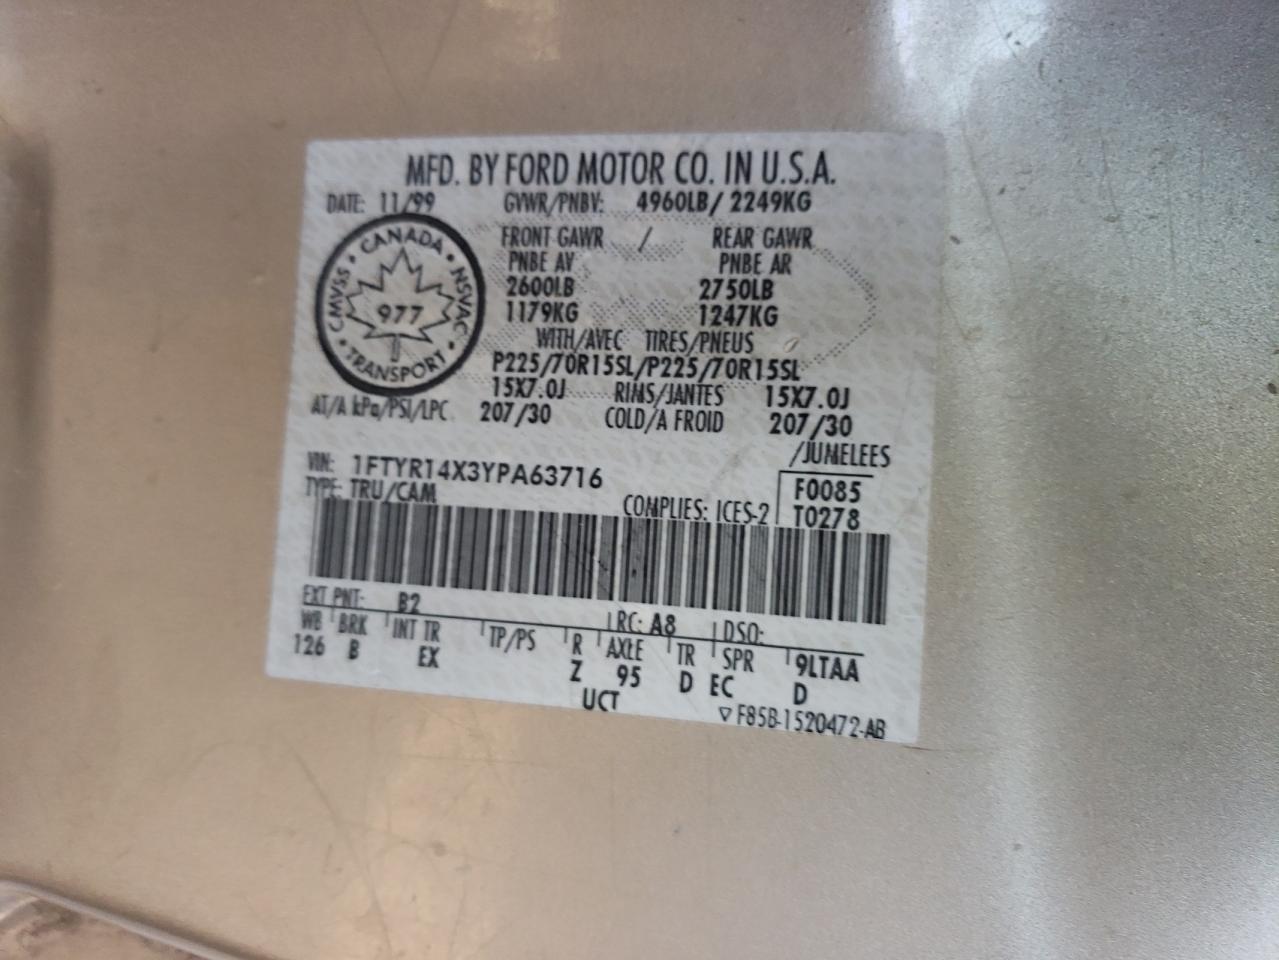 MFD. BY FORD MOTOR CO. IN U.S.A.
DATE: 11/99 GVWR/PNBV: 4960LB/ 2249KG
FRONT GAWR / REAR GAWR
PNBE AV PNBE AR
2600LB 2750LB
1179KG 1247KG
WITH/AVEC TIRES/PNEUS
P225/70R15SL/P225/70R15SL
15X7.0J RIMS/JANTES 15X7.0J
AT/A kPa/PSI/LPC 207/30 COLD/A FROID 207/30
CANADA • NSVAC • TRANSPORT • CMVSS •
977
/JUMELEES
VIN: 1FTYR14X3YPA63716
F0085
TYPE: TRU/CAM
COMPLIES: ICES-2 T0278
EXT PNT: B2 RC: A8 DSO:
WB BRK INT TR TP/PS R AXLE TR SPR 9LTAA
126 B EX Z 95 D EC D
UCT
▽ F85B-1520472-AB